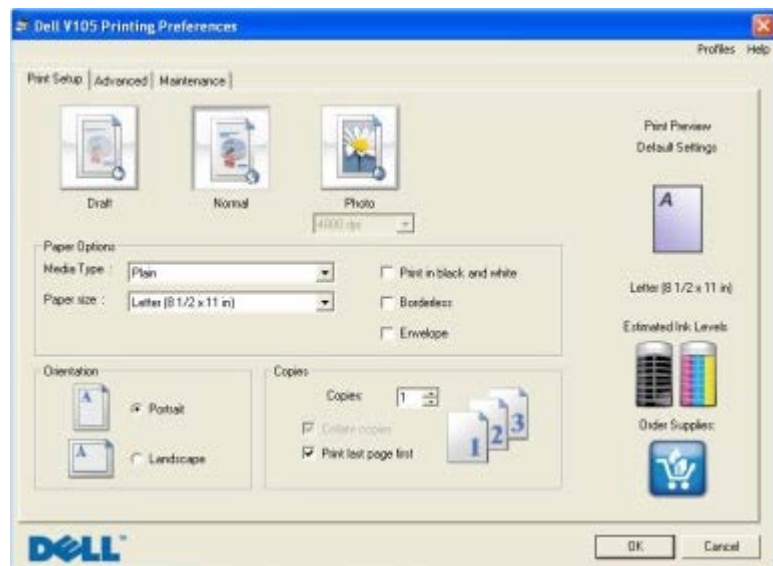 Dell V105 Printing Preferences
Profiles Help
Print Setup Advanced Maintenance
Draft
Normal
Photo
4800 dpi
Print Preview
Default Settings
A
Letter (8 1/2 x 11 in)
Paper Options
Media Type :
Plain
Print in black and white
Paper size :
Letter (8 1/2 x 11 in)
Borderless
Envelope
Estimated Ink Levels
Orientation
A
Portrait
A
Landscape
Copies
Copies:
1
Collate copies
Print last page first
1 2 3
Order Supplies:
DELL
OK
Cancel